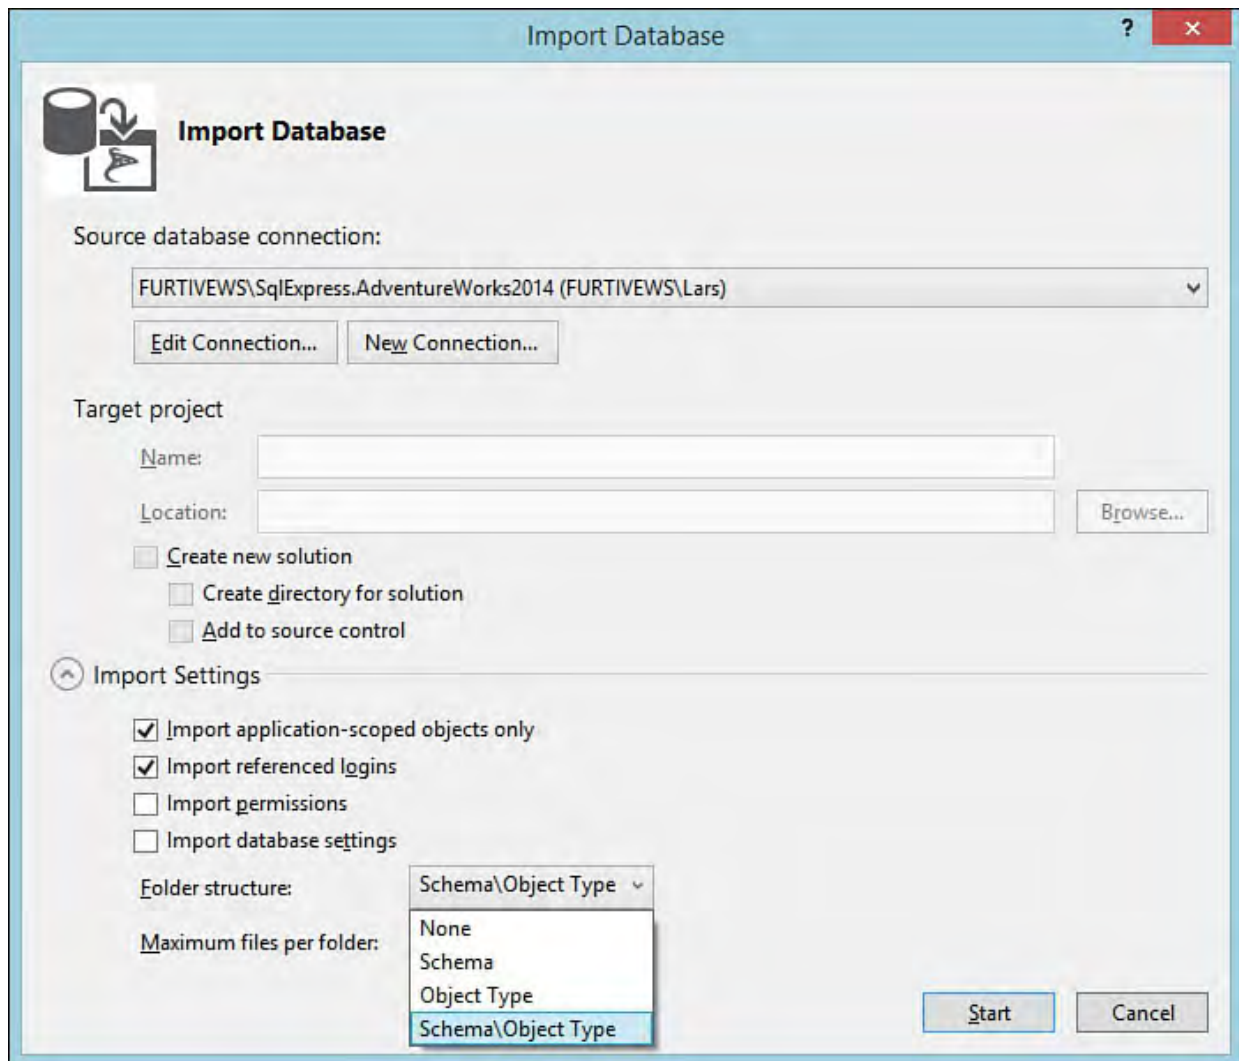 Import Database
?
Import Database
Source database connection:
FURTIVEWS\SqlExpress.AdventureWorks2014 (FURTIVEWS\Lars)
Edit Connection... New Connection...
Target project
Name:
Location: Browse...
Create new solution
Create directory for solution
Add to source control
Import Settings
Import application-scoped objects only
Import referenced logins
Import permissions
Import database settings
Folder structure: Schema\Object Type
None
Maximum files per folder:
Schema
Object Type
Schema\Object Type
Start Cancel